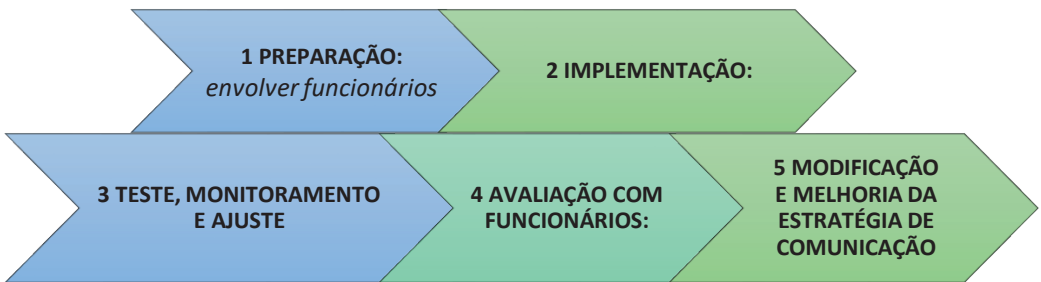 1 PREPARAÇÃO:
envolver funcionários
2 IMPLEMENTAÇÃO:
3 TESTE, MONITORAMENTO
E AJUSTE
4 AVALIAÇÃO COM
FUNCIONÁRIOS:
5 MODIFICAÇÃO
E MELHORIA DA
ESTRATÉGIA DE
COMUNICAÇÃO